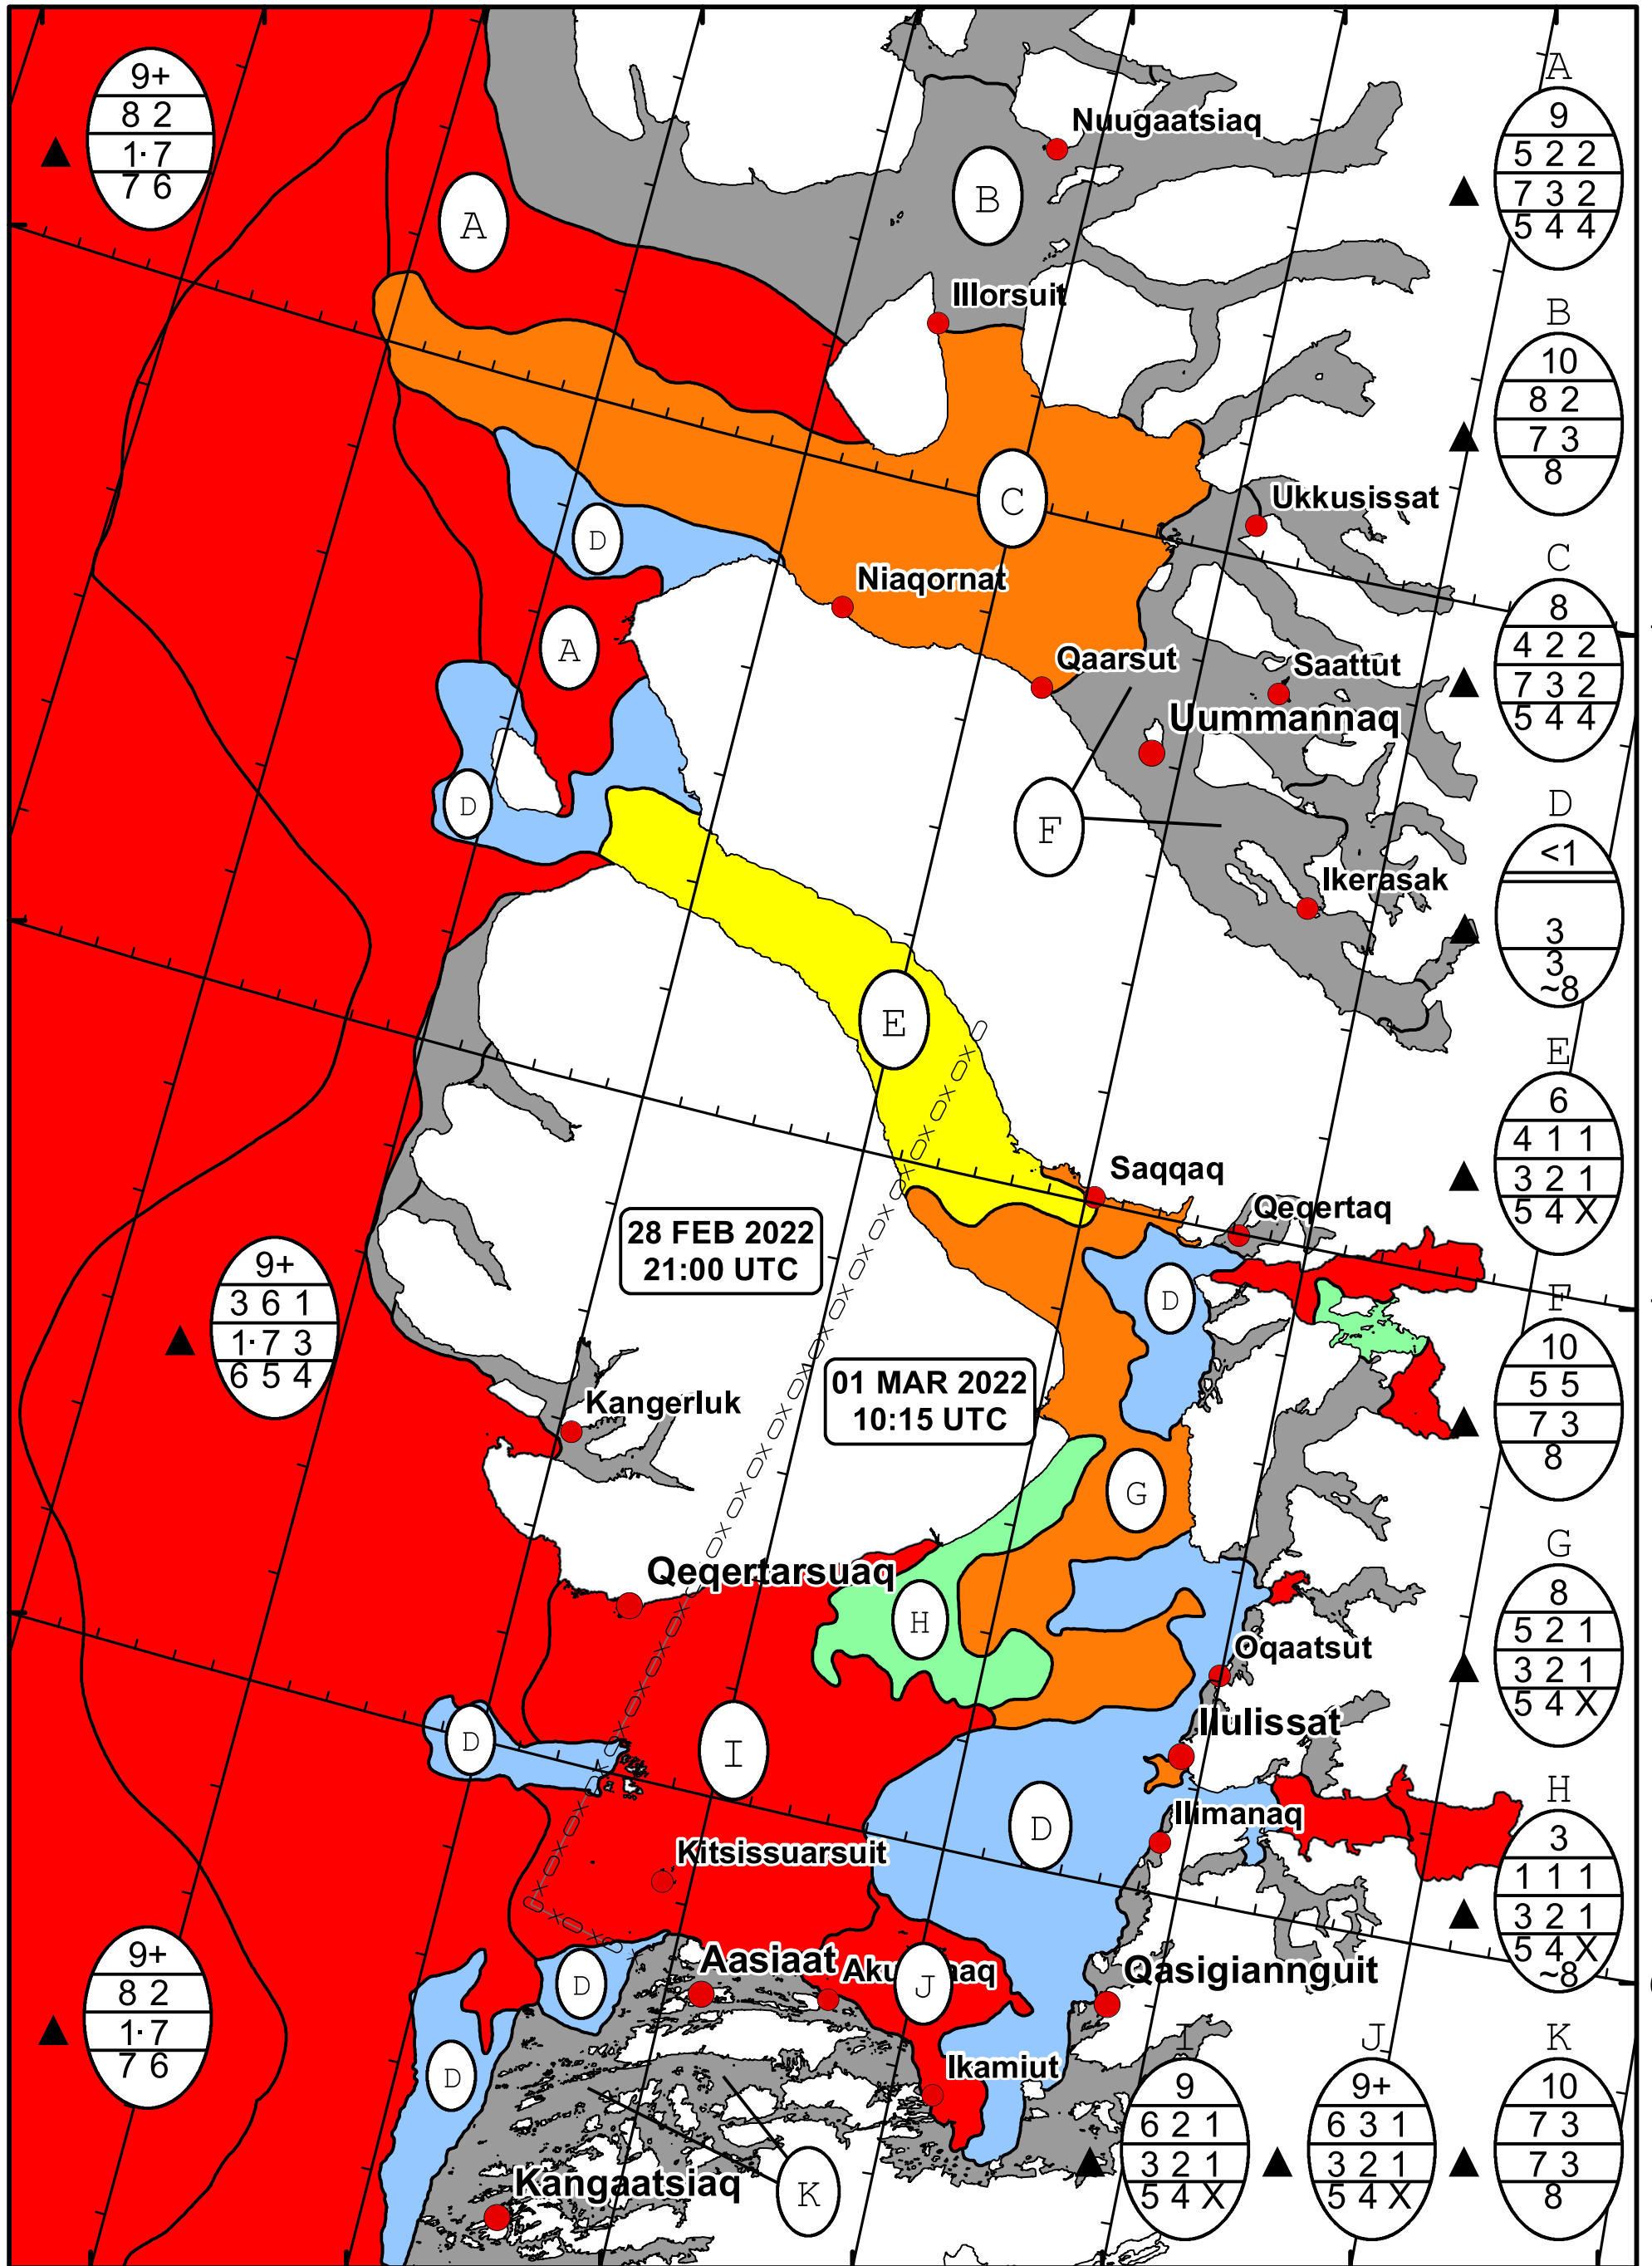 9+
8 2
1·7
7 6
A
B
Nuugaatsiaq
Illorsuit
C
Ukkusissat
D
Niaqornat
A
Qaarsut
Saattut
Uummannaq
D
F
Ikerasak
E
Saqqaq
Qeqertaq
28 FEB 2022
21:00 UTC
D
9+
3 6 1
1·7 3
6 5 4
01 MAR 2022
10:15 UTC
Kangerluk
G
Qeqertarsuaq
H
Oqaatsut
Ilulissat
D
I
Ilimanaq
D
Kitsissuarsuit
9+
8 2
1·7
7 6
Aasiaat
J
Qasigiannguit
D
D
Ikamiut
Kangaatsiaq
K
A
9
5 2 2
7 3 2
5 4 4
B
10
8 2
7 3
8
C
8
4 2 2
7 3 2
5 4 4
D
<1
3
3
~8
E
6
4 1 1
3 2 1
5 4 X
F
10
5 5
7 3
8
G
8
5 2 1
3 2 1
5 4 X
H
3
1 1 1
3 2 1
5 4 X
~8
I
9
6 2 1
3 2 1
5 4 X
J
9+
6 3 1
3 2 1
5 4 X
K
10
7 3
7 3
8